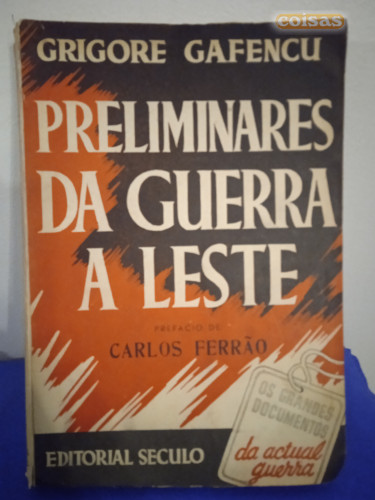 coisas
GRIGORE GAFENCU
PRELIMINARES
DA GUERRA
A LESTE
PREFÁCIO DE
CARLOS FERRÃO
OS GRANDES
DOCUMENTOS
da actual
guerra
EDITORIAL SECULO